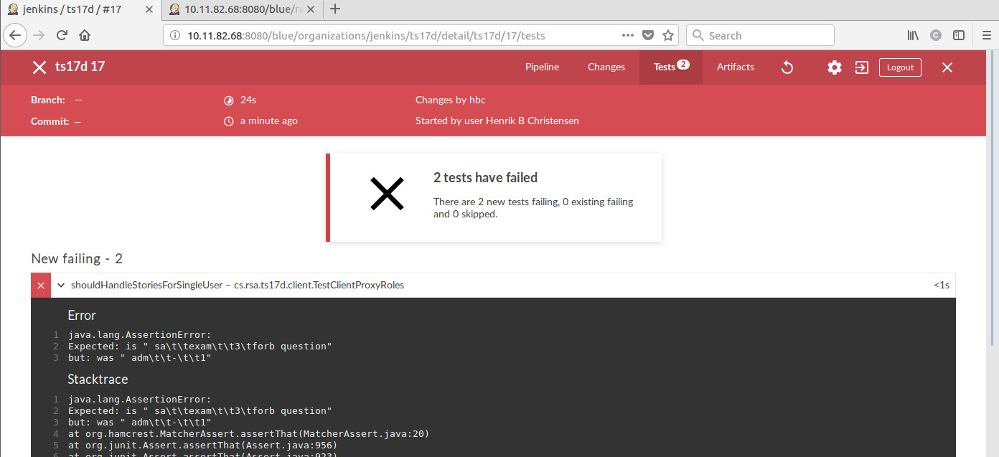 jenkins / ts17d / #17
10.11.82.68:8080/blue/r
10.11.82.68:8080/blue/organizations/jenkins/ts17d/detail/ts17d/17/tests
Search
ts17d 17
Pipeline
Changes
Tests 2
Artifacts
Logout
Branch: —
24s
Changes by hbc
Commit: —
a minute ago
Started by user Henrik B Christensen
2 tests have failed
There are 2 new tests failing, 0 existing failing
and 0 skipped.
New failing - 2
shouldHandleStoriesForSingleUser – cs.rsa.ts17d.client.TestClientProxyRoles
<1s
Error
1 java.lang.AssertionError:
2 Expected: is " sa\t\texam\t\t3\tforb question"
3 but: was " adm\t\t-\t\t1"
Stacktrace
1 java.lang.AssertionError:
2 Expected: is " sa\t\texam\t\t3\tforb question"
3 but: was " adm\t\t-\t\t1"
4 at org.hamcrest.MatcherAssert.assertThat(MatcherAssert.java:20)
5 at org.junit.Assert.assertThat(Assert.java:956)
6 at org.junit.Assert.assertThat(Assert.java:923)